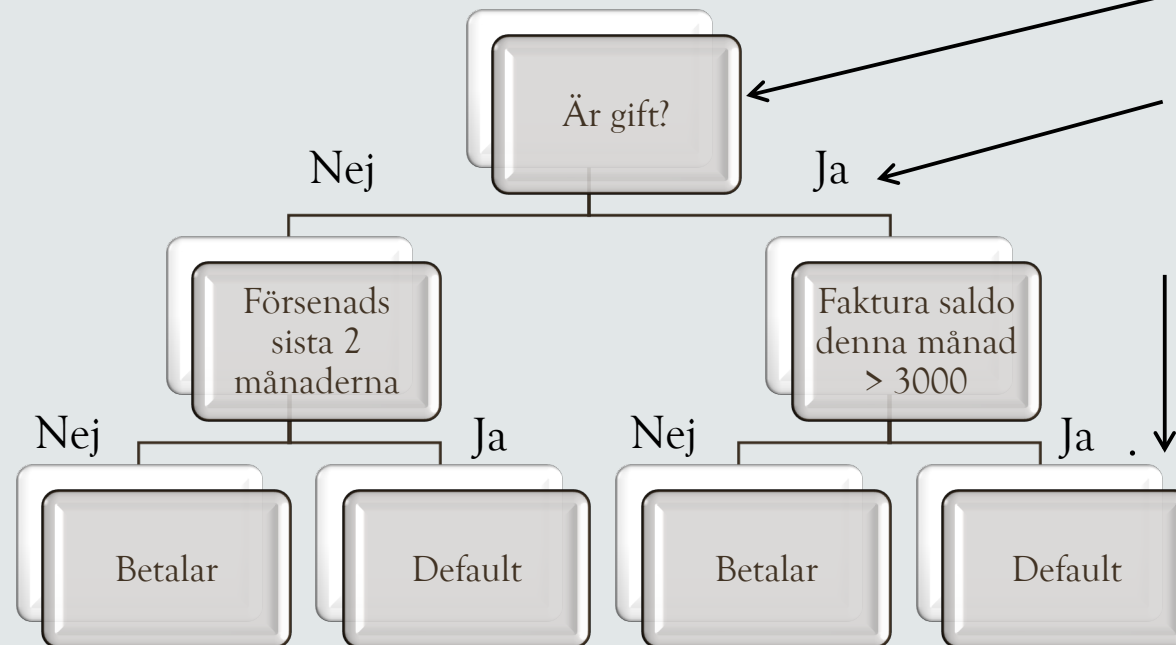 Är gift?
Nej
Ja
Försenads
sista 2
månaderna
Faktura saldo
denna månad
> 3000
Nej
Ja
Nej
Ja .
Betalar
Default
Betalar
Default